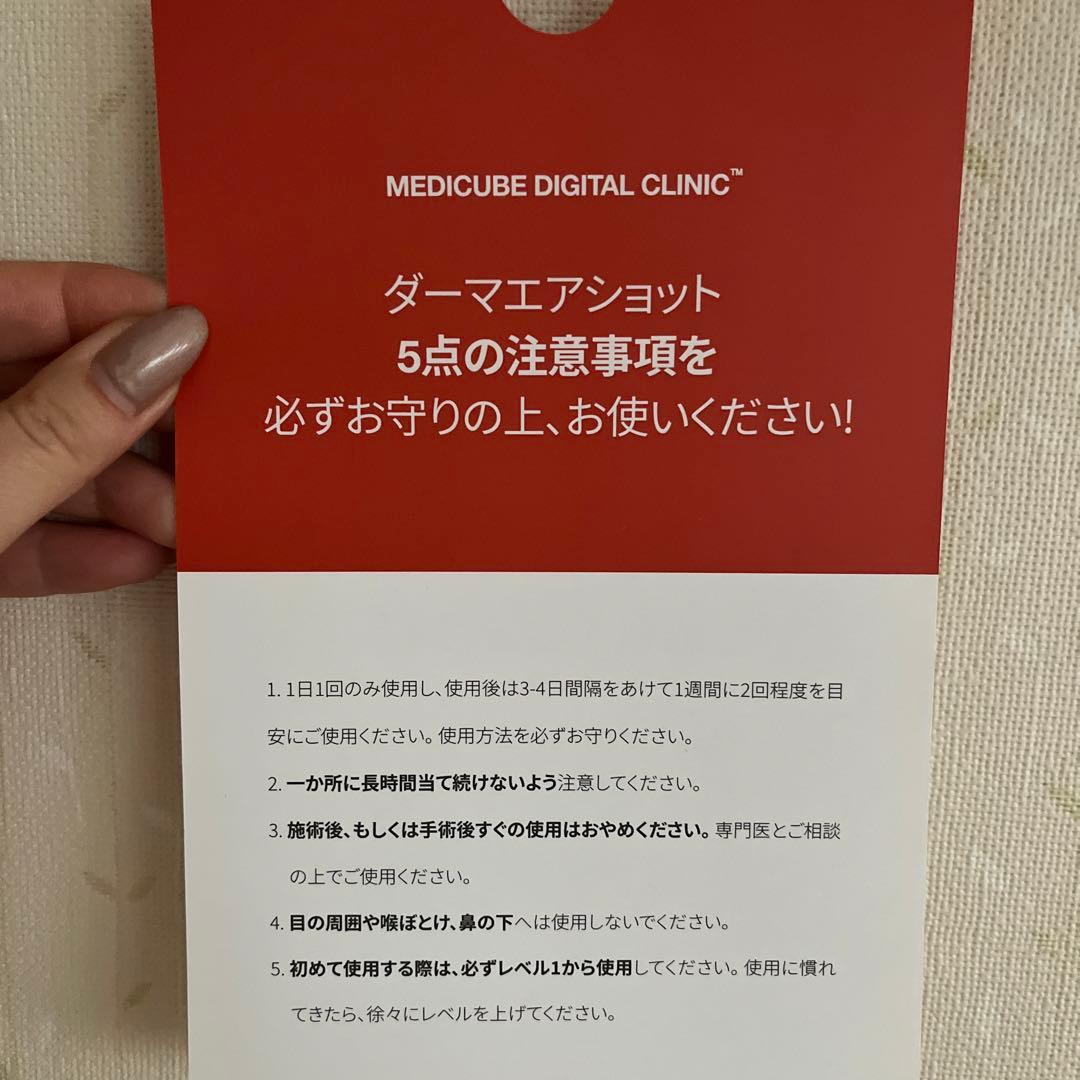 MEDICUBE DIGITAL CLINIC™
ダーマエアショット
5点の注意事項を
必ずお守りの上、お使いください!
1. 1日1回のみ使用し、使用後は3-4日間隔をあけて1週間に2回程度を目
安にご使用ください。使用方法を必ずお守りください。
2. 一か所に長時間当て続けないよう注意してください。
3. 施術後、もしくは手術後すぐの使用はおやめください。専門医とご相談
の上でご使用ください。
4. 目の周囲や喉ぼとけ、鼻の下へは使用しないでください。
5. 初めて使用する際は、必ずレベル1から使用してください。使用に慣れ
てきたら、徐々にレベルを上げてください。